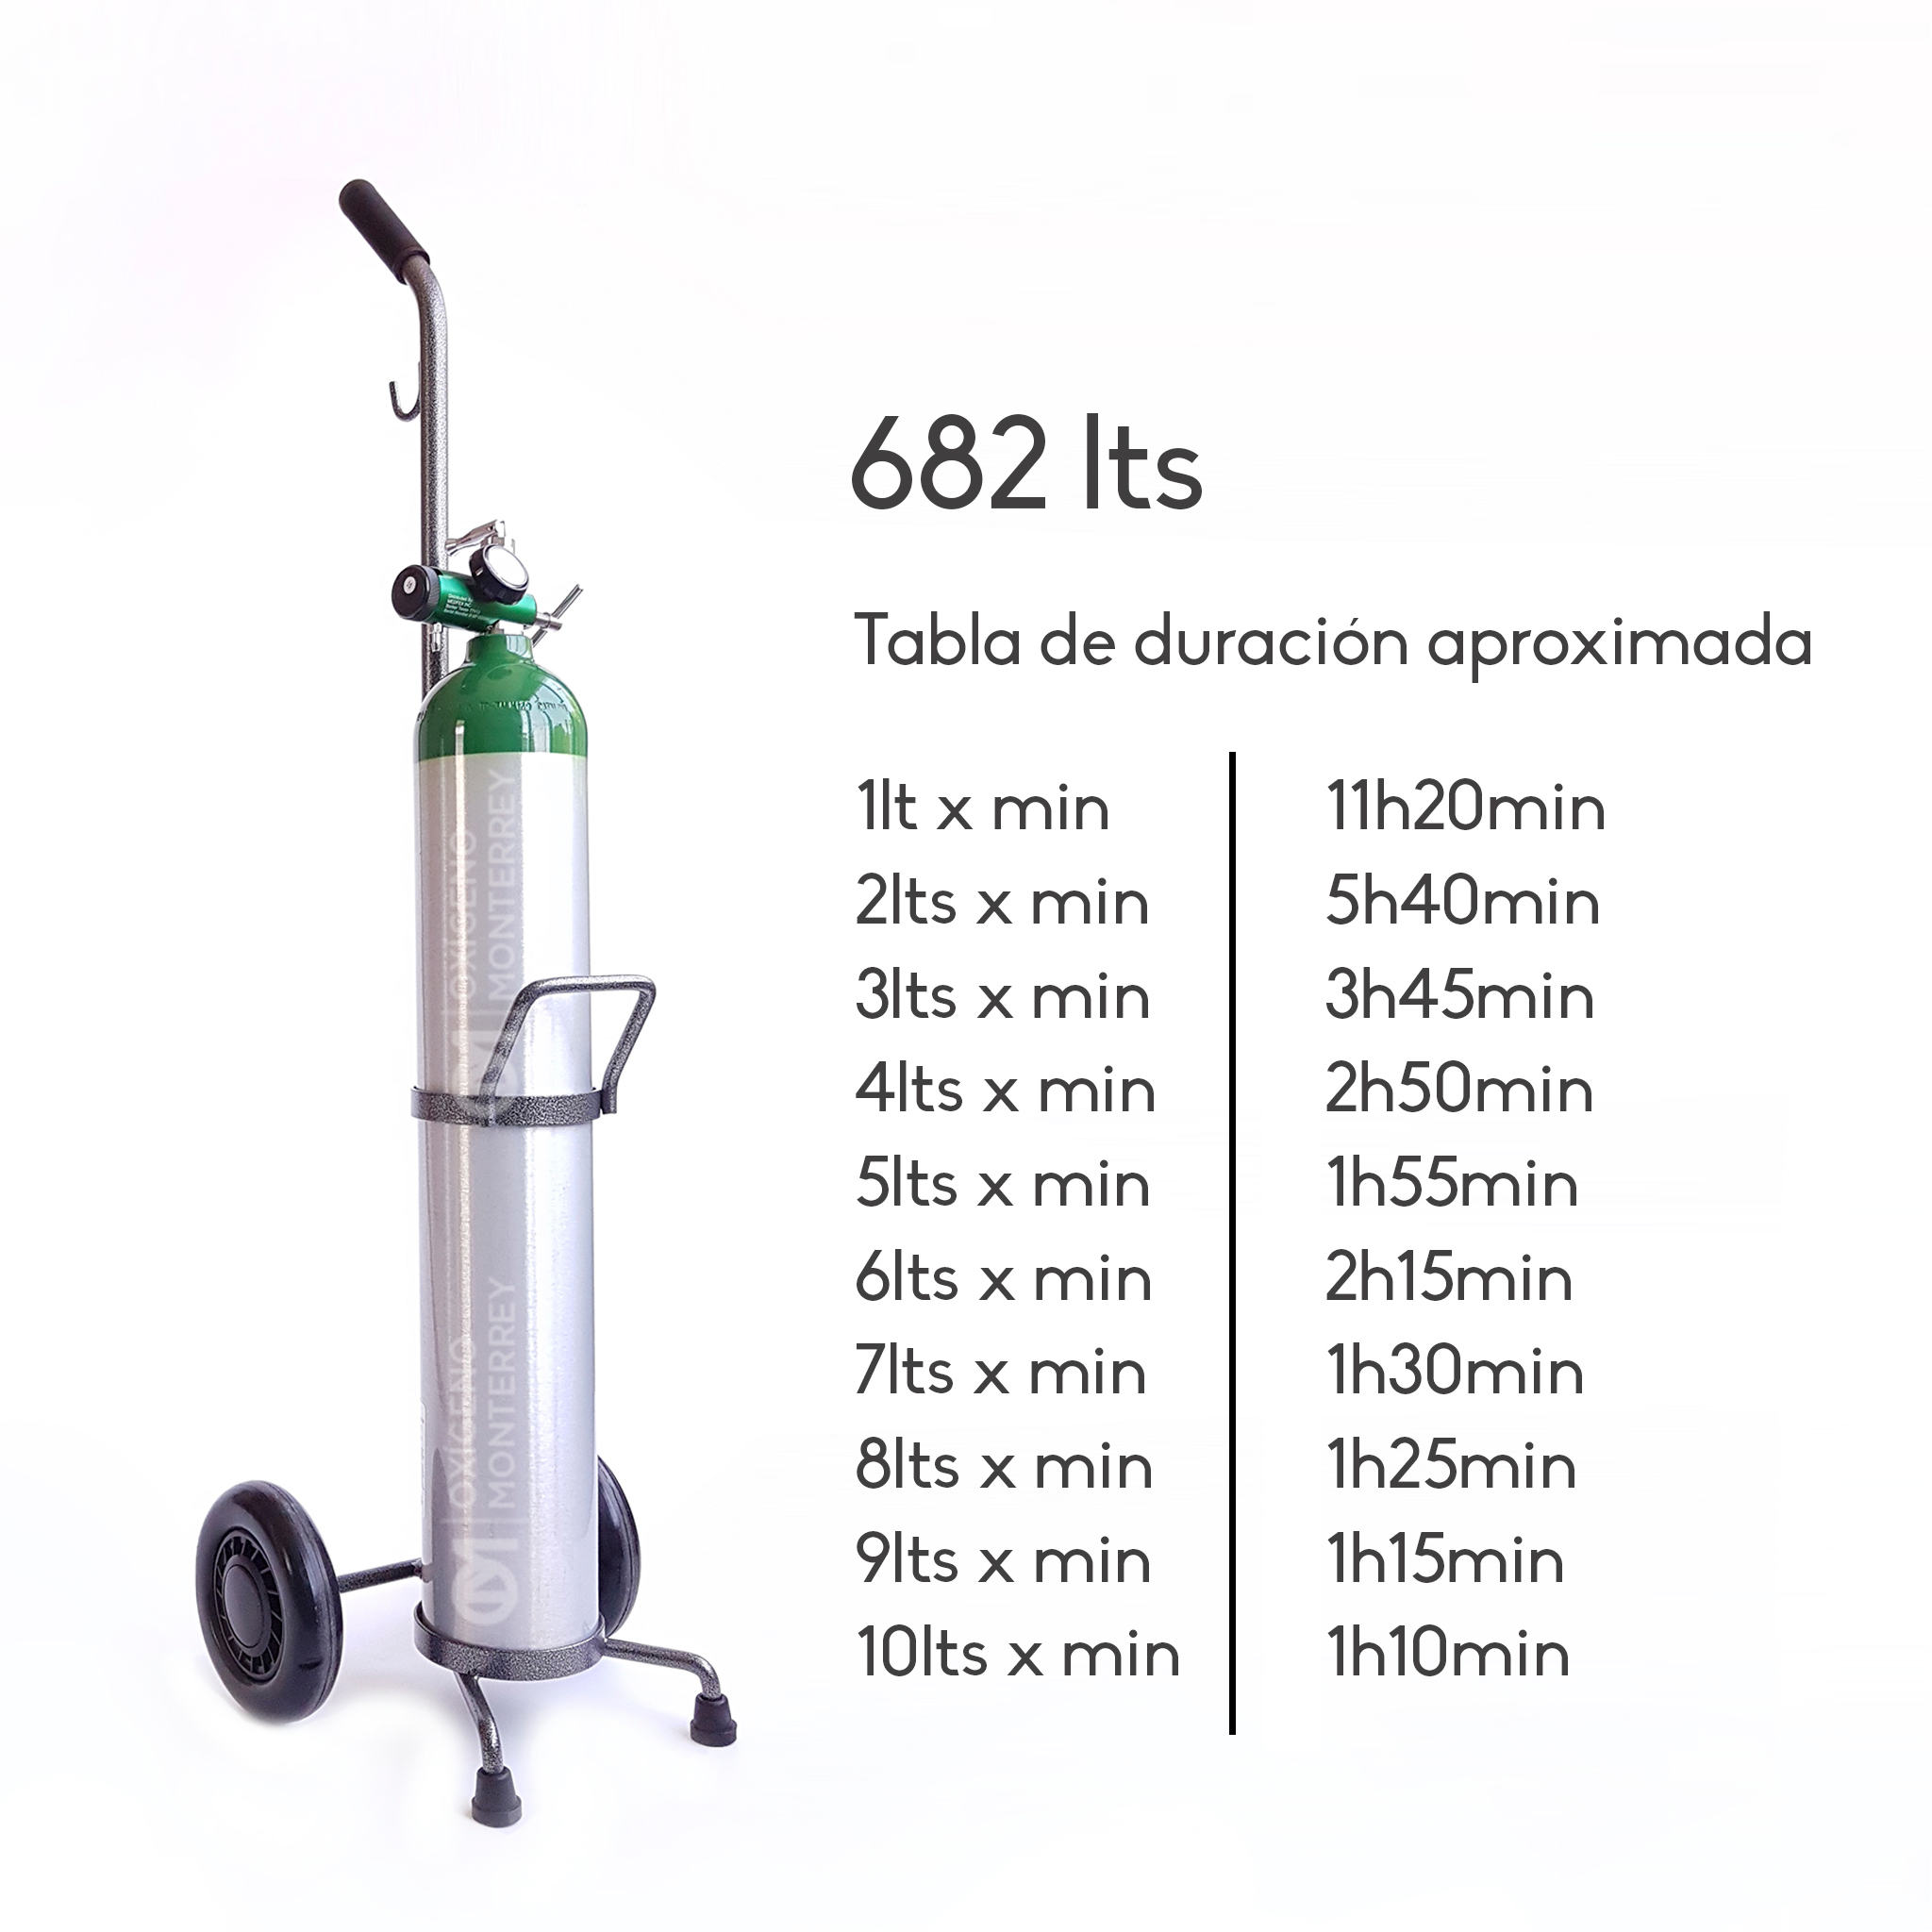 682 lts
Tabla de duración aproximada
1lt x min 11h20min
2lts x min 5h40min
3lts x min 3h45min
4lts x min 2h50min
5lts x min 1h55min
6lts x min 2h15min
7lts x min 1h30min
8lts x min 1h25min
9lts x min 1h15min
10lts x min 1h10min
OXIGENO
MONTERREY
OXIGENO
MONTERREY